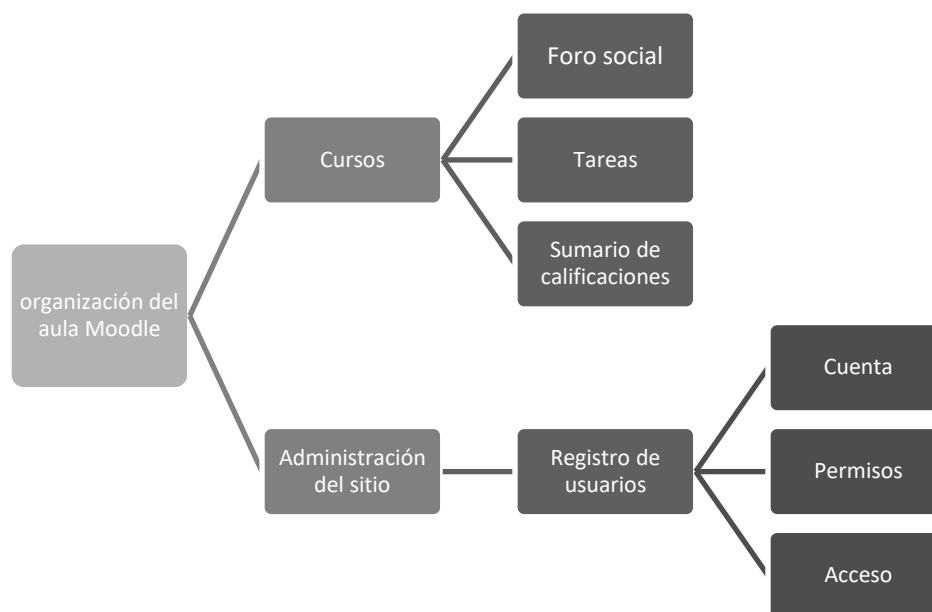 Foro social
Cursos
Tareas
Sumario de
calificaciones
organización del
aula Moodle
Cuenta
Administración
del sitio
Registro de
usuarios
Permisos
Acceso